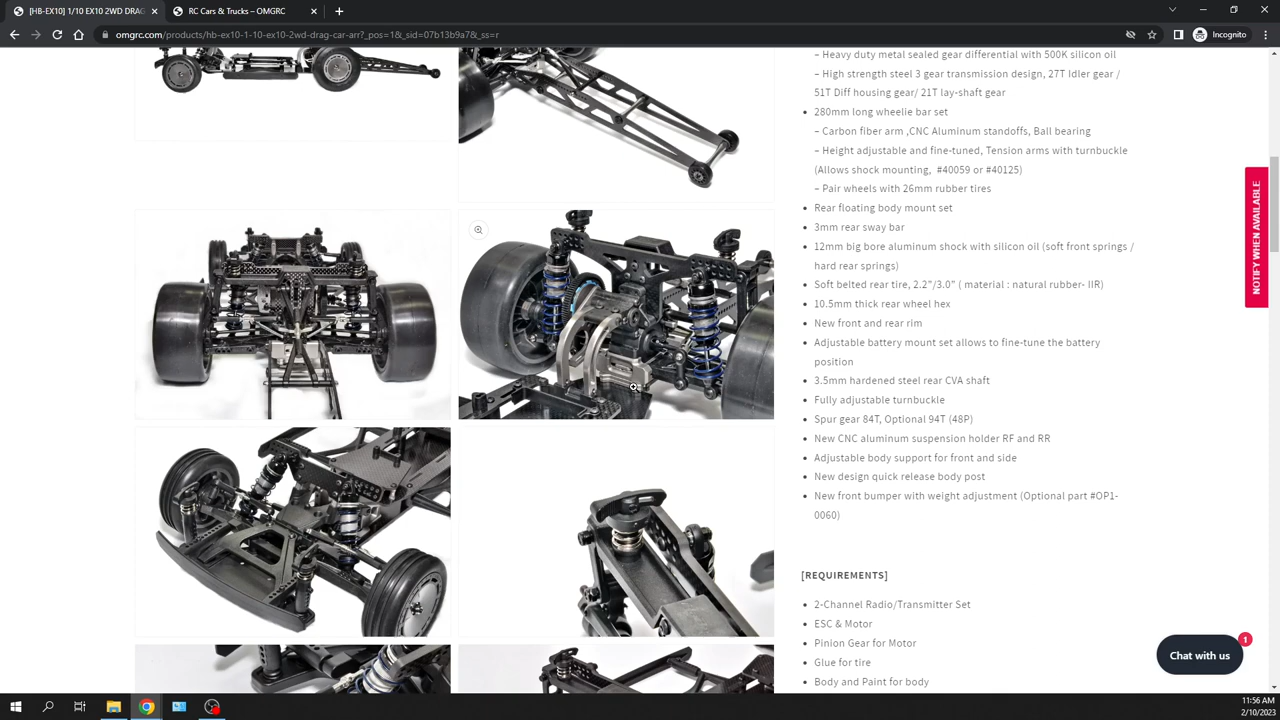 [HB-EX10] 1/10 EX10 2WD DRAG
RC Cars & Trucks – OMGRC
omgrc.com/products/hb-ex10-1-10-ex10-2wd-drag-car-arr?_pos=1&_sid=07b13b9a7&_ss=r
Incognito
– Heavy duty metal sealed gear differential with 500K silicon oil
– High strength steel 3 gear transmission design, 27T Idler gear /
51T Diff housing gear/ 21T lay-shaft gear
280mm long wheelie bar set
– Carbon fiber arm ,CNC Aluminum standoffs, Ball bearing
– Height adjustable and fine-tuned, Tension arms with turnbuckle
(Allows shock mounting, #40059 or #40125)
– Pair wheels with 26mm rubber tires
Rear floating body mount set
3mm rear sway bar
12mm big bore aluminum shock with silicon oil (soft front springs /
hard rear springs)
Soft belted rear tire, 2.2"/3.0" ( material : natural rubber- IIR)
10.5mm thick rear wheel hex
New front and rear rim
Adjustable battery mount set allows to fine-tune the battery
position
3.5mm hardened steel rear CVA shaft
Fully adjustable turnbuckle
Spur gear 84T, Optional 94T (48P)
New CNC aluminum suspension holder RF and RR
Adjustable body support for front and side
New design quick release body post
New front bumper with weight adjustment (Optional part #OP1-
0060)
[REQUIREMENTS]
2-Channel Radio/Transmitter Set
ESC & Motor
Pinion Gear for Motor
Glue for tire
Body and Paint for body
NOTIFY WHEN AVAILABLE
Chat with us
1
11:56 AM
2/10/2023